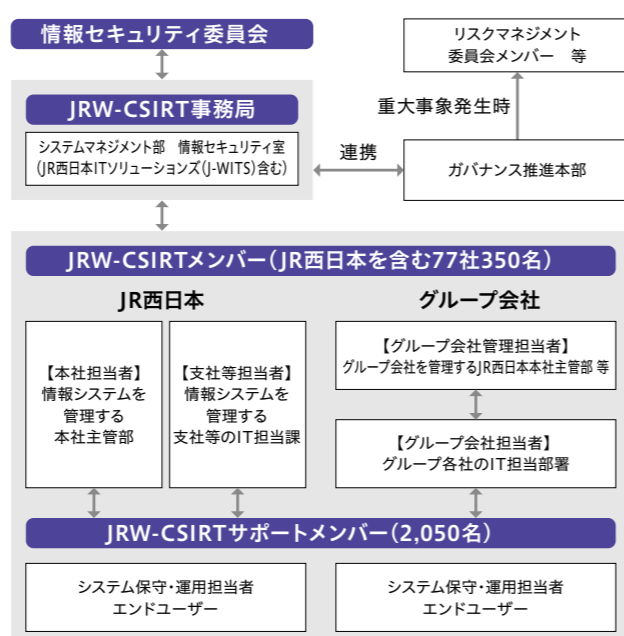 情報セキュリティ委員会
リスクマネジメント
委員会メンバー 等
JRW-CSIRT事務局
システムマネジメント部 情報セキュリティ室
(JR西日本ITソリューションズ(J-WITS)含む)
重大事象発生時
連携
ガバナンス推進本部
JRW-CSIRTメンバー(JR西日本を含む77社350名)
JR西日本
グループ会社
【本社担当者】
情報システムを
管理する
本社主管部
【支社等担当者】
情報システムを
管理する
支社等のIT担当課
【グループ会社管理担当者】
グループ会社を管理するJR西日本本社主管部 等
【グループ会社担当者】
グループ各社のIT担当部署
JRW-CSIRTサポートメンバー(2,050名)
システム保守・運用担当者
エンドユーザー
システム保守・運用担当者
エンドユーザー